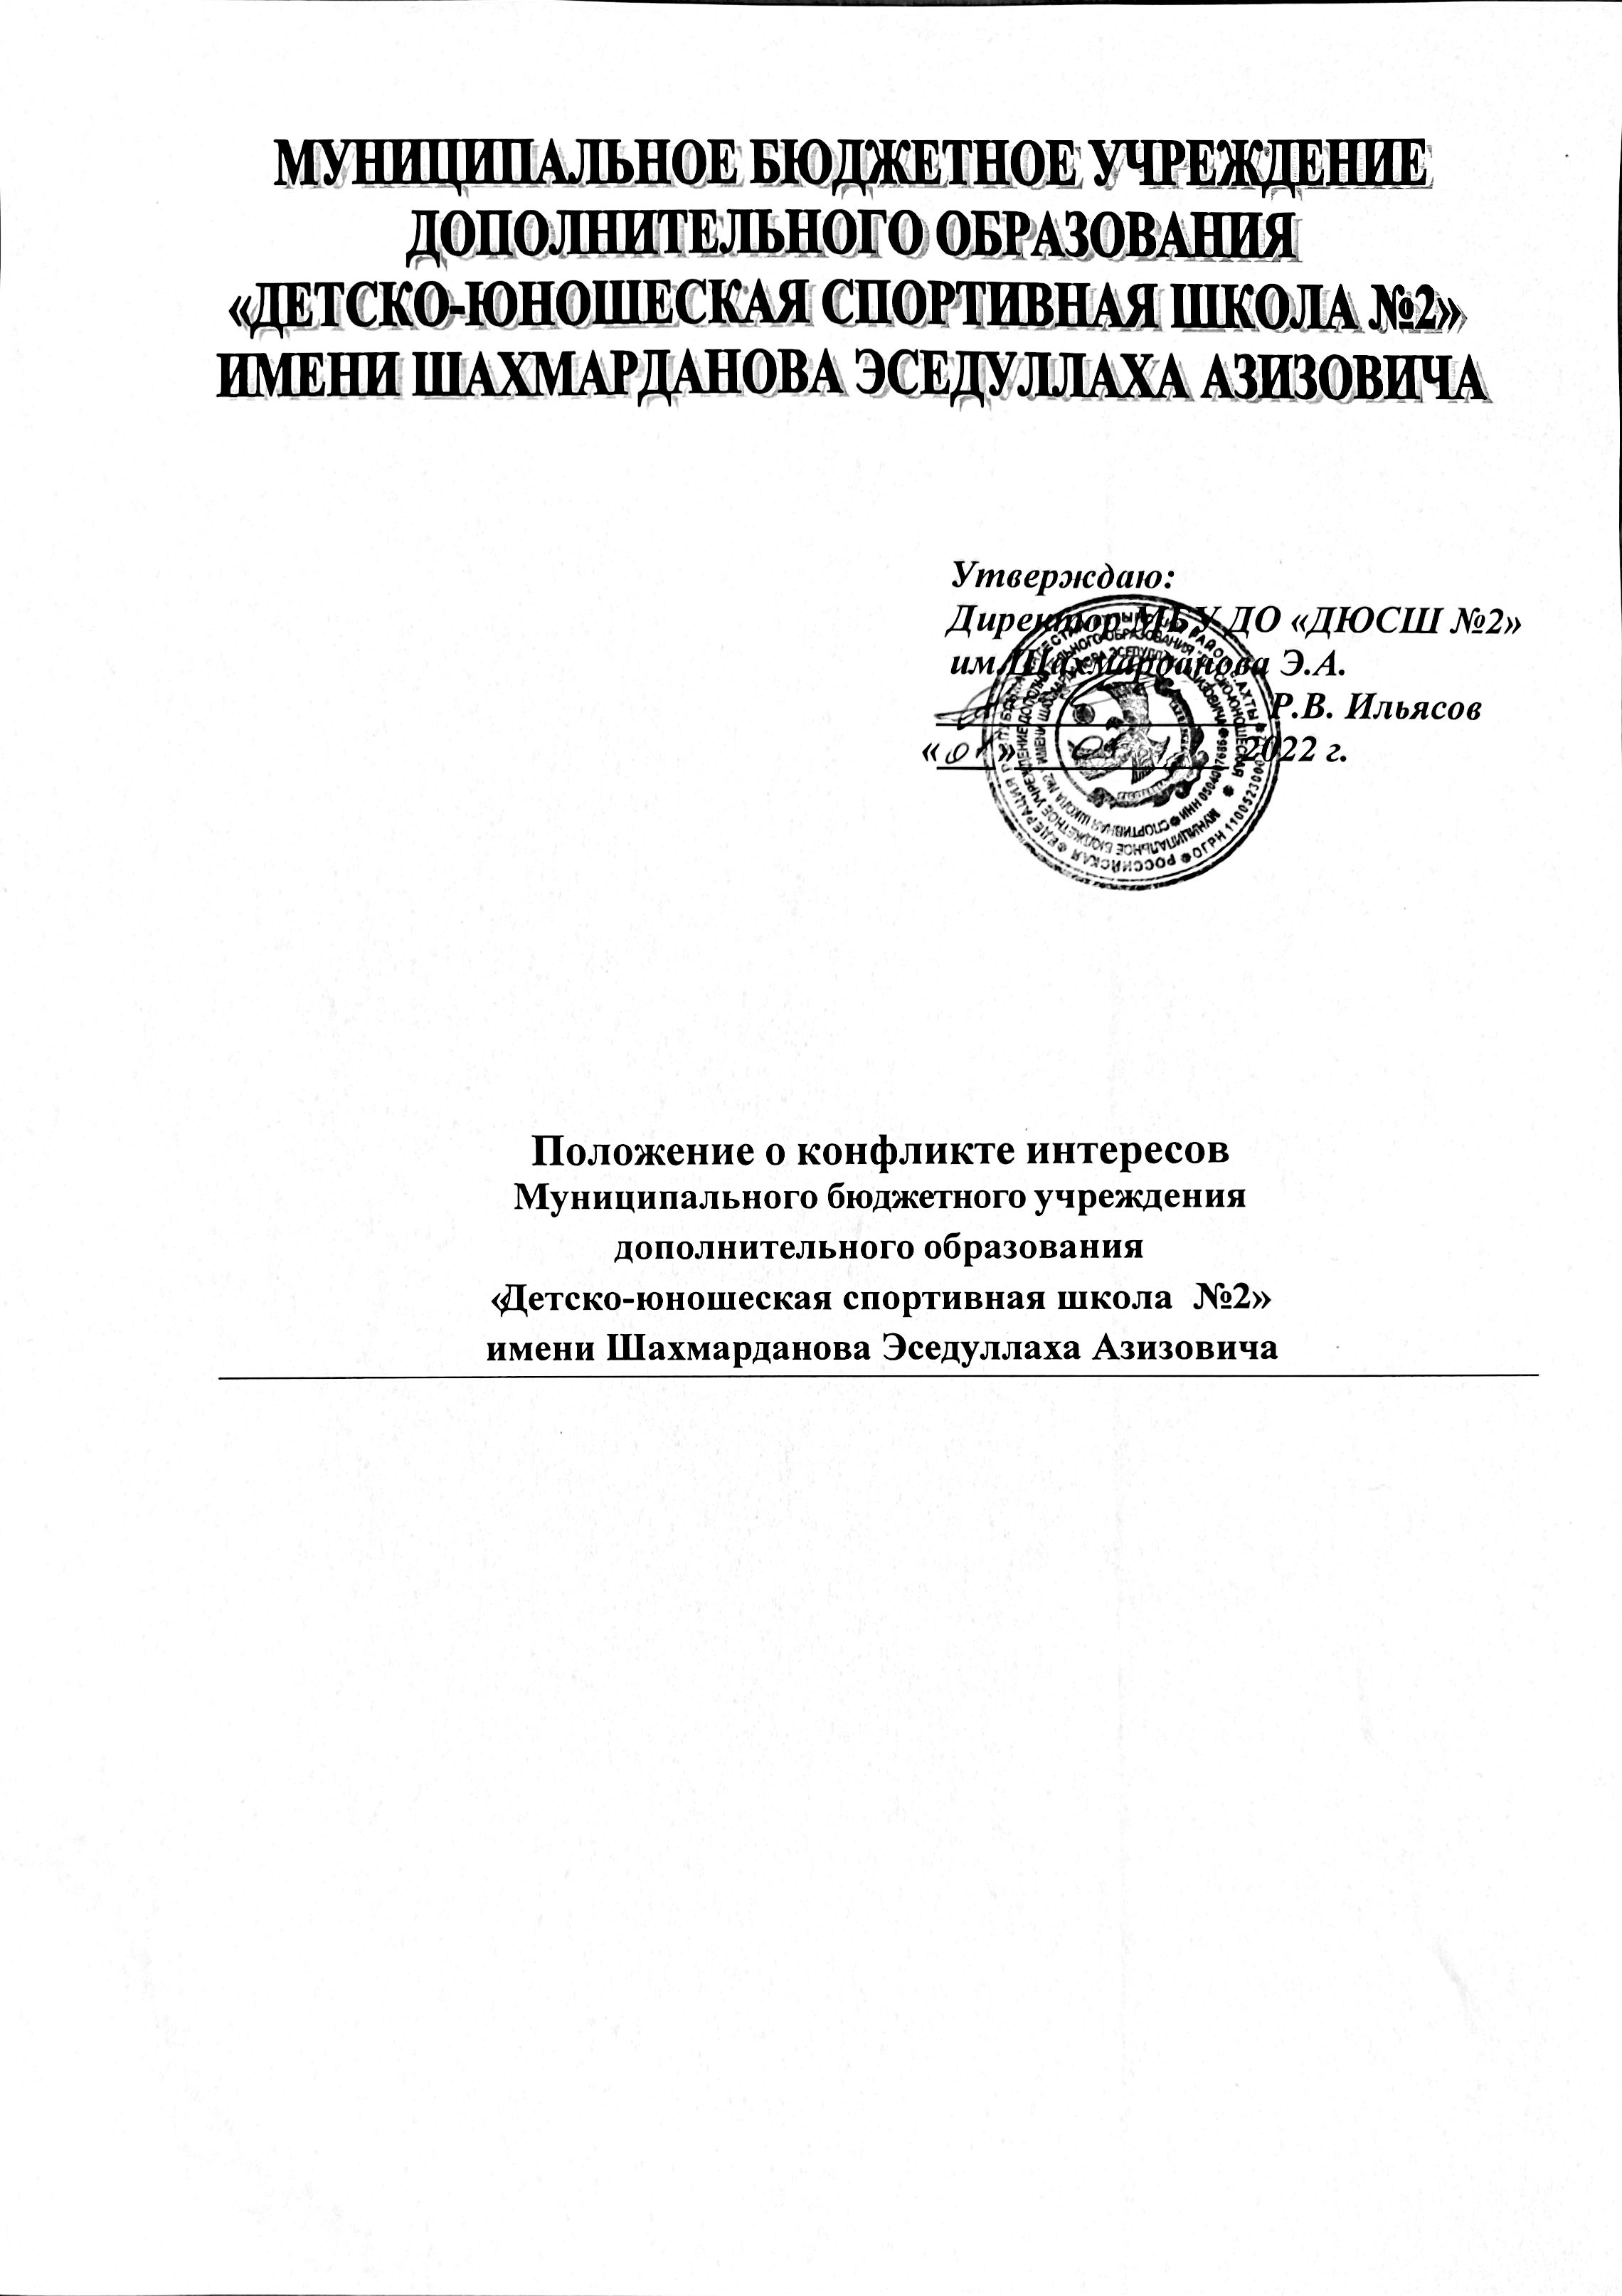 МУНИЦИПАЛЬНОЕ БЮДЖЕТНОЕ УЧРЕЖДЕНИЕ
ДОПОЛНИТЕЛЬНОГО ОБРАЗОВАНИЯ
«ДЕТСКО-ЮНОШЕСКАЯ СПОРТИВНАЯ ШКОЛА №2»
ИМЕНИ ШАХМАРДАНОВА ЭСЕДУЛЛАХА АЗИЗОВИЧА
Утверждаю:
Директор МБУ ДО «ДЮСШ №2»
им.Шахмарданова Э.А.
Р.В. Ильясов
«01» 2022 г.
Положение о конфликте интересов
Муниципального бюджетного учреждения
дополнительного образования
«Детско-юношеская спортивная школа №2»
имени Шахмарданова Эседуллаха Азизовича